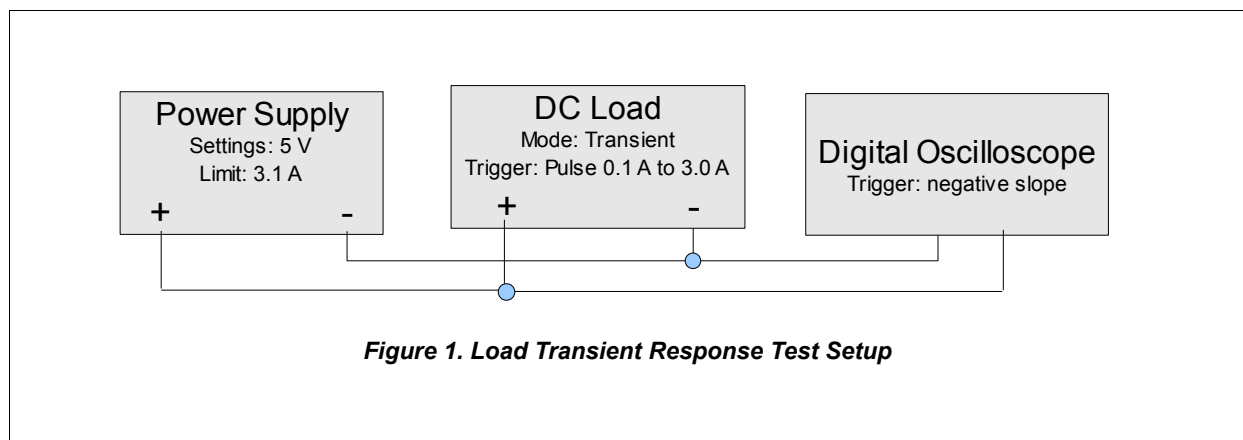 Power Supply
Settings: 5 V
Limit: 3.1 A
+ -
DC Load
Mode: Transient
Trigger: Pulse 0.1 A to 3.0 A
+ -
Digital Oscilloscope
Trigger: negative slope
Figure 1. Load Transient Response Test Setup